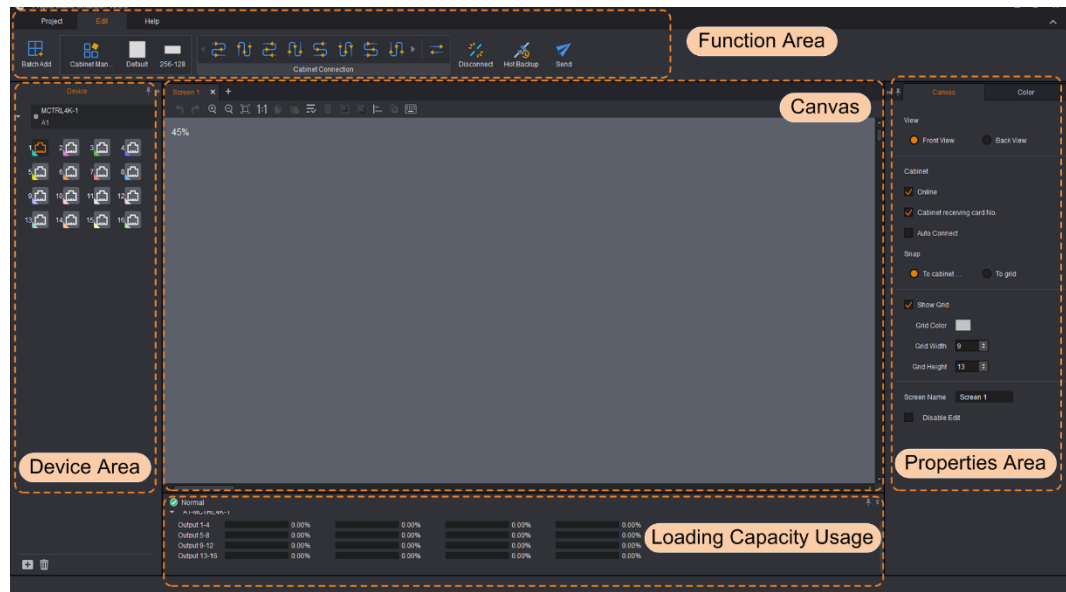 Project Edit Help
Function Area
Batch Add Cabinet Man... Default 256-128 Cabinet Connection Disconnect Hot Backup Send
Device
Screen 1 × +
Canvas Color
1:1
Canvas
MCTRL4K-1
A1
45%
1 2 3 4
5 6 7 8
9 10 11 12
13 14 15 16
View
Front View Back View
Cabinet
Online
Cabinet receiving card No.
Auto Connect
Snap
To cabinet ... To grid
Show Grid
Grid Color
Grid Width 9
Grid Height 13
Screen Name Screen 1
Disable Edit
Device Area
Properties Area
Normal
A1-MCTRL4K-1
Output 1-4 0.00% 0.00% 0.00% 0.00%
Output 5-8 0.00% 0.00% 0.00% 0.00%
Output 9-12 0.00% 0.00% 0.00% 0.00%
Output 13-16 0.00% 0.00% 0.00% 0.00%
Loading Capacity Usage